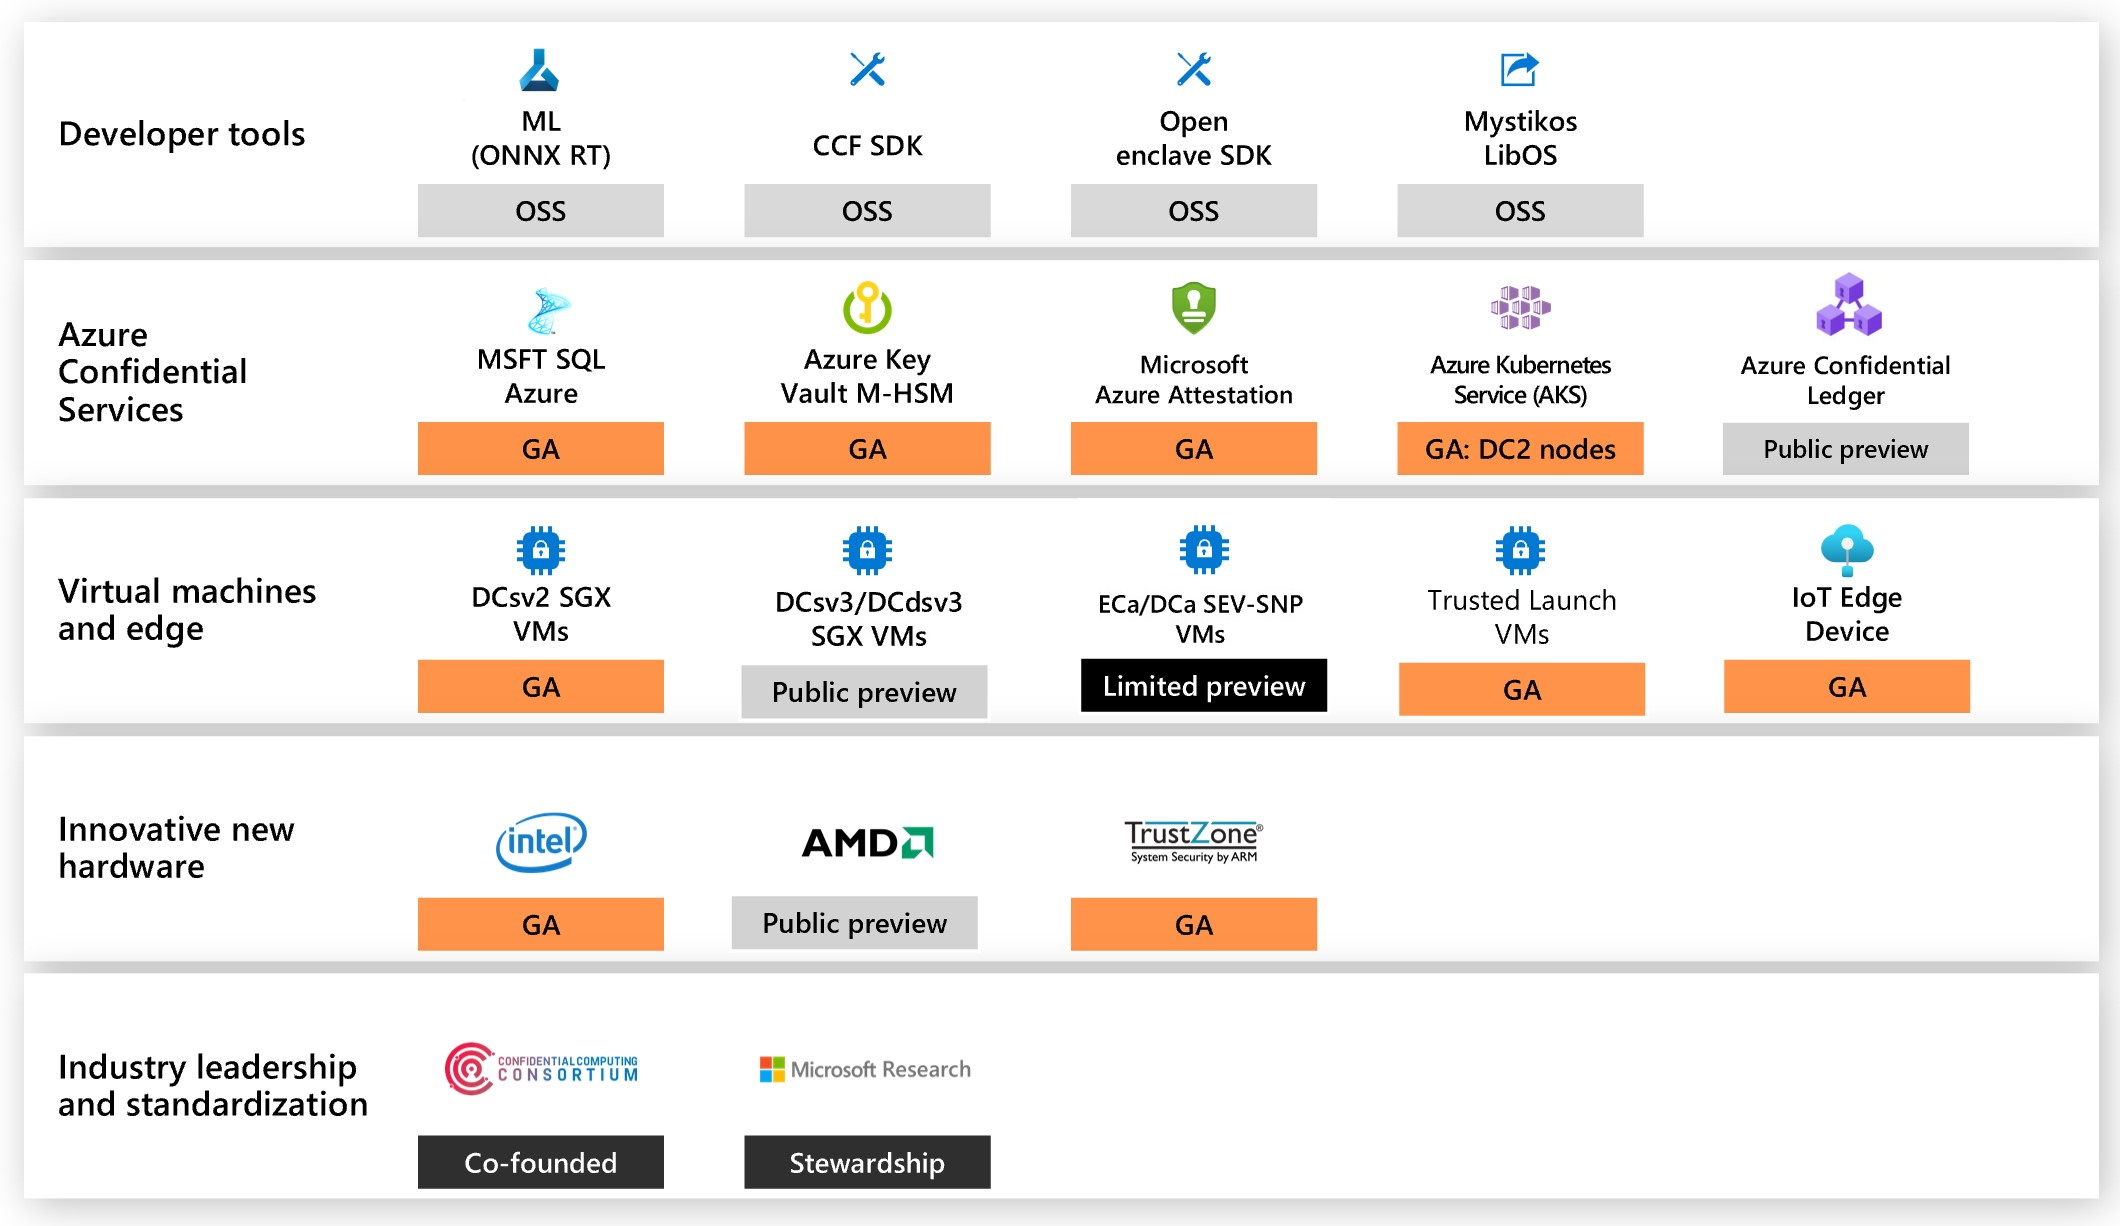 Developer tools
ML
(ONNX RT)
OSS
CCF SDK
OSS
Open
enclave SDK
OSS
Mystikos
LibOS
OSS
Azure
Confidential
Services
MSFT SQL
Azure
GA
Azure Key
Vault M-HSM
GA
Microsoft
Azure Attestation
GA
Azure Kubernetes
Service (AKS)
GA: DC2 nodes
Azure Confidential
Ledger
Public preview
Virtual machines
and edge
DCsv2 SGX
VMs
GA
DCsv3/DCdsv3
SGX VMs
Public preview
ECa/DCa SEV-SNP
VMs
Limited preview
Trusted Launch
VMs
GA
IoT Edge
Device
GA
Innovative new
hardware
intel®
GA
AMD
Public preview
TrustZone®
System Security by ARM
GA
Industry leadership
and standardization
CONFIDENTIAL COMPUTING
CONSORTIUM
Co-founded
Microsoft Research
Stewardship